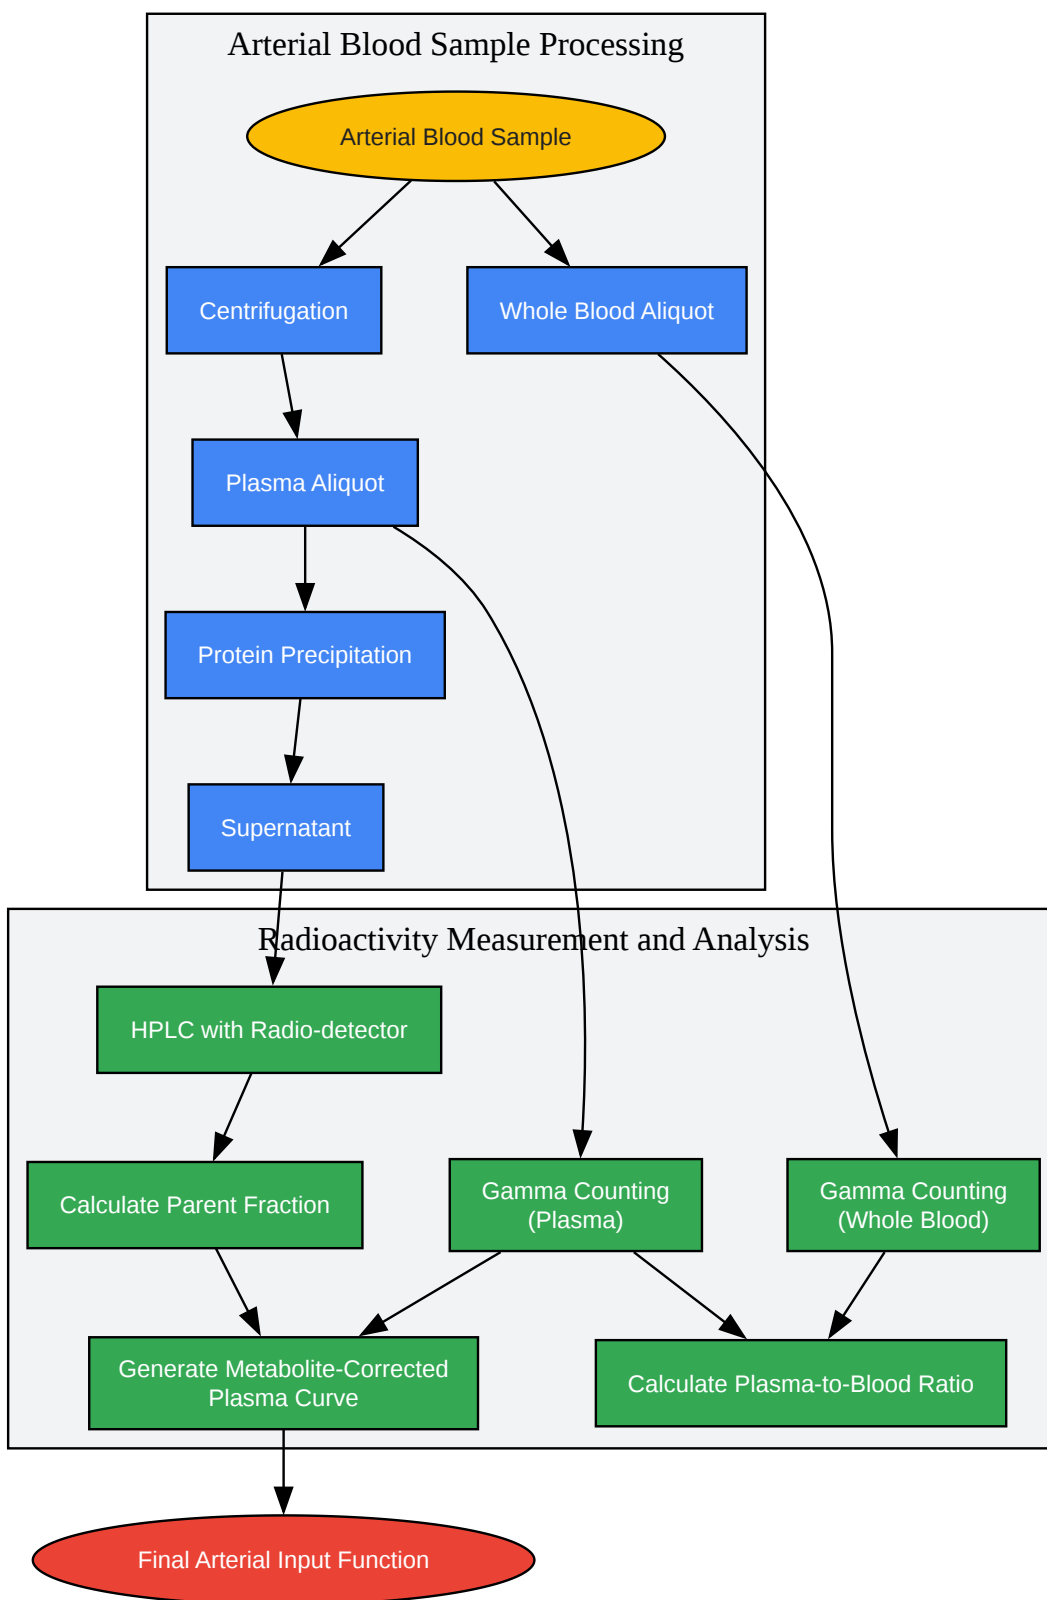 Arterial Blood Sample Processing
Arterial Blood Sample
Centrifugation
Whole Blood Aliquot
Plasma Aliquot
Protein Precipitation
Supernatant
Radioactivity Measurement and Analysis
HPLC with Radio-detector
Calculate Parent Fraction
Gamma Counting
(Plasma)
Gamma Counting
(Whole Blood)
Generate Metabolite-Corrected
Plasma Curve
Calculate Plasma-to-Blood Ratio
Final Arterial Input Function